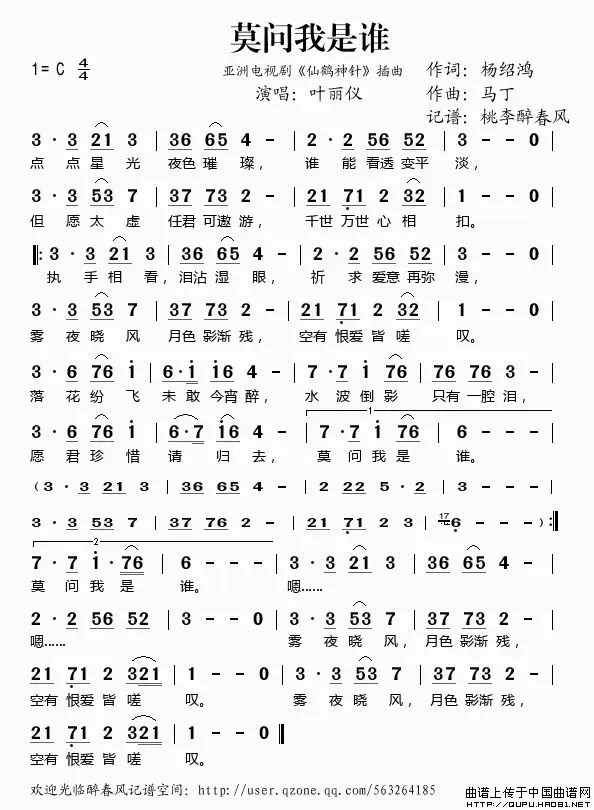 莫问我是谁
1= C 4/4
亚洲电视剧《仙鹤神针》插曲
作词：杨绍鸿
演唱：叶丽仪
作曲：马丁
记谱：桃李醉春风
3 · 3 21 3 | 36 65 4 - | 2 · 2 56 52 | 3 - - 0 |
点 点 星 光 夜色 璀 璨， 谁 能 看透 变平 淡，
3 · 3 53 7 | 37 73 2 - | 21 71 2 32 | 1 - - 0 |
但 愿 太 虚 任君 可遨 游， 千世 万世 心 相 扣。
‖: 3 · 3 21 3 | 36 65 4 - | 2 · 2 56 52 | 3 - - 0 |
执 手 相 看，泪沾 湿 眼， 祈 求 爱意 再弥 漫，
3 · 3 53 7 | 37 73 2 - | 21 71 2 32 | 1 - - 0 |
雾 夜 晓 风 月色 影渐 残， 空有 恨爱 皆 嗟 叹。
3 · 6 76 i | 6 · i i6 4 - | 7 · 7 i 76 | 76 76 3 - |
落 花 纷 飞 未 敢 今宵 醉， 水 波 倒 影 只有 一腔 泪，
1
3 · 6 76 i | 6 · 7 i6 4 - | 7 · 7 i 76 | 6 - - - |
愿 君 珍 惜 请 归 去， 莫 问 我 是 谁。
( 3 · 3 21 3 | 36 65 4 - | 2 22 5 · 2 | 3 - - - |
3 · 3 53 7 | 37 76 2 - | 21 71 2 3 | 17 6 - - ) :‖
2
7 · 7 i · 76 | 6 - - - | 3 · 3 21 3 | 36 65 4 - |
莫 问 我 是 谁。 嗯......
2 · 2 56 52 | 3 - - 0 | 3 · 3 53 7 | 37 73 2 - |
嗯...... 雾 夜 晓 风，月色 影渐 残，
21 71 2 321 | 1 - - 0 | 3 · 3 53 7 | 37 73 2 - |
空有 恨爱 皆 嗟 叹。 雾 夜 晓 风，月色 影渐 残，
21 71 2 321 | 1 - - 0 ‖
空有 恨爱 皆 嗟 叹。
欢迎光临醉春风记谱空间：http://user.qzone.qq.com/563264185
曲谱上传于中国曲谱网
http://QUPU.HAO81.NET